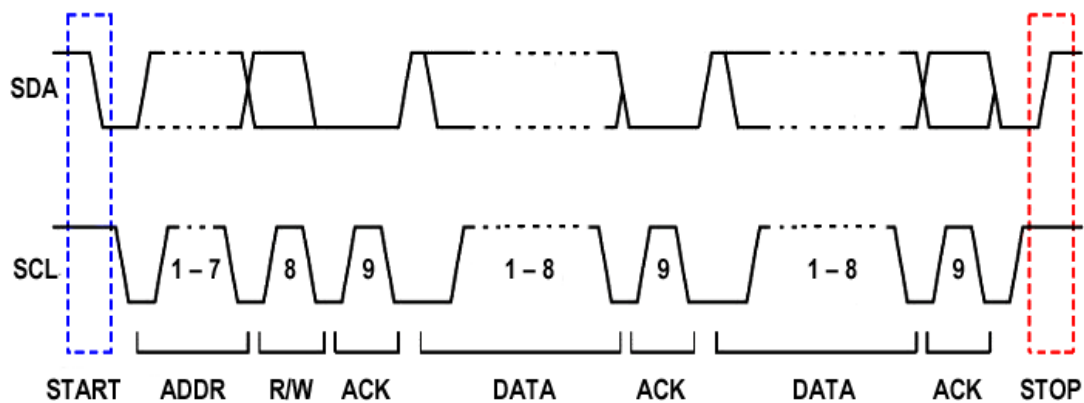 SDA
SCL 1 – 7 8 9 1 – 8 9 1 – 8 9
START ADDR R/W ACK DATA ACK DATA ACK STOP